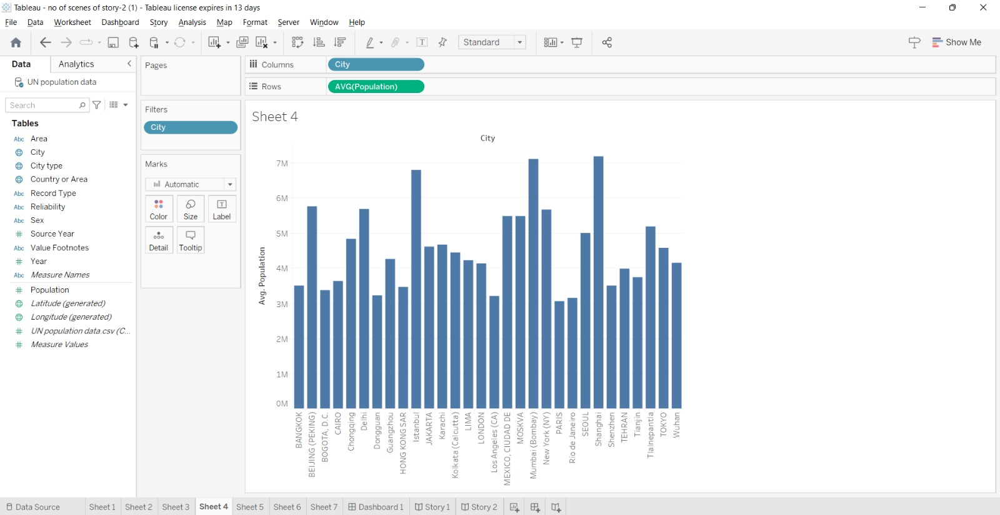 Tableau - no of scenes of story-2 (1) - Tableau license expires in 13 days
File Data Worksheet Dashboard Story Analysis Map Format Server Window Help
Standard
Show Me
Data Analytics
UN population data
Search
Tables
Abc Area
City
City type
Country or Area
Abc Record Type
Abc Reliability
Abc Sex
# Source Year
Abc Value Footnotes
# Year
Abc Measure Names
# Population
Latitude (generated)
Longitude (generated)
# UN population data.csv (C...
# Measure Values
Pages
Filters
City
Marks
Automatic
Color Size Label
Detail Tooltip
Columns City
Rows AVG(Population)
Sheet 4
City
Avg. Population
7M
6M
5M
4M
3M
2M
1M
0M
BANGKOK
BEIJING (PEKING)
BOGOTA, D.C.
CAIRO
Chongqing
Delhi
Dongguan
Guangzhou
HONG KONG SAR
Istanbul
JAKARTA
Karachi
Kolkata (Calcutta)
LIMA
LONDON
Los Angeles (CA)
MEXICO, CIUDAD DE
MOSKVA
Mumbai (Bombay)
New York (NY)
PARIS
Rio de Janeiro
SEOUL
Shanghai
Shenzhen
TEHRAN
Tianjin
Tlalnepantla
TOKYO
Wuhan
Data Source Sheet 1 Sheet 2 Sheet 3 Sheet 4 Sheet 5 Sheet 6 Sheet 7 Dashboard 1 Story 1 Story 2